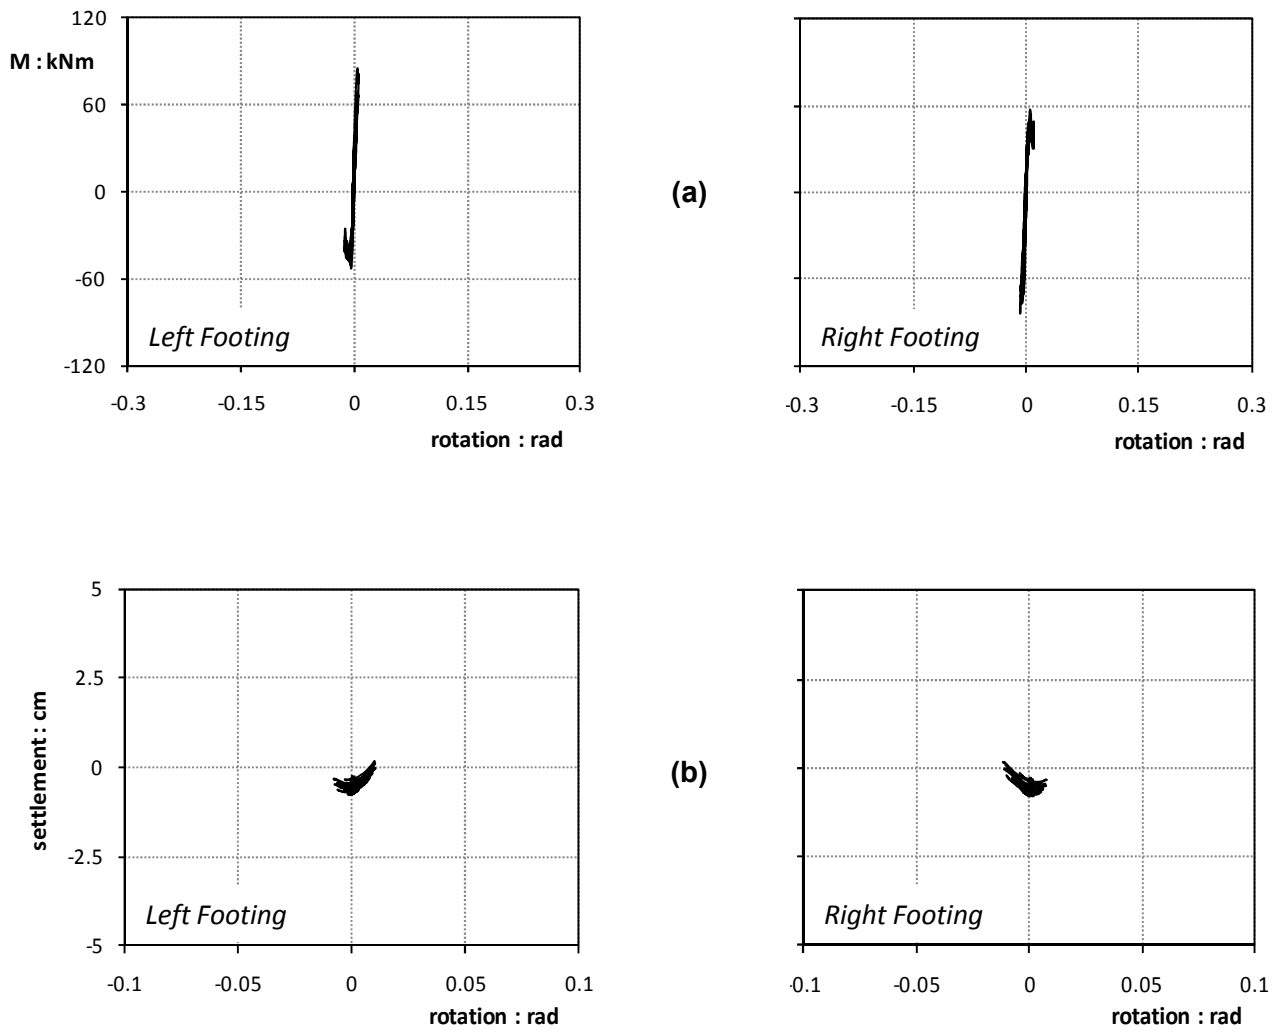 120
M : kNm
60
0
-60
-120
Left Footing
-0.3 -0.15 0 0.15 0.3
rotation : rad
(a)
Right Footing
-0.3 -0.15 0 0.15 0.3
rotation : rad
5
2.5
0
-2.5
-5
settlement : cm
Left Footing
-0.1 -0.05 0 0.05 0.1
rotation : rad
(b)
Right Footing
-0.1 -0.05 0 0.05 0.1
rotation : rad